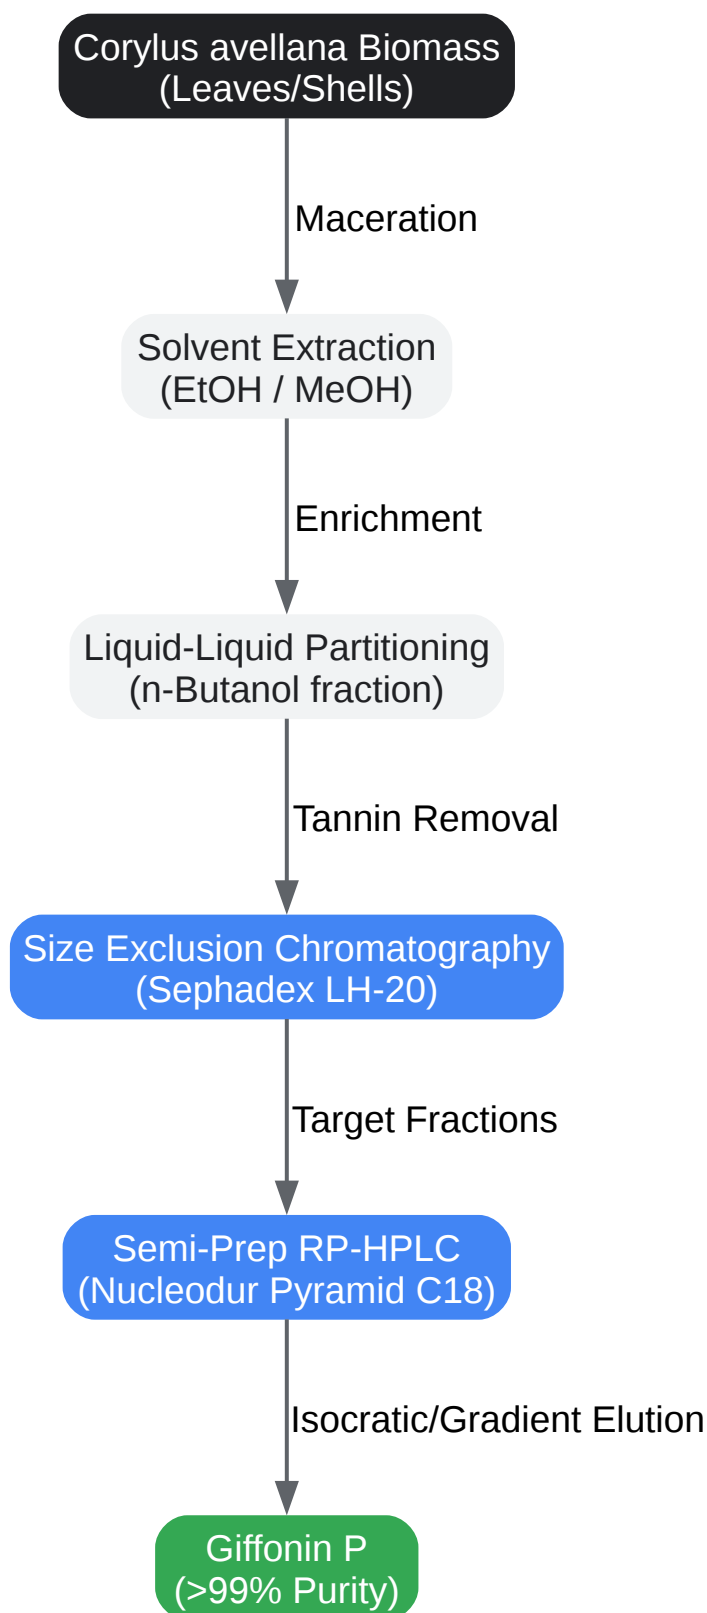 Corylus avellana Biomass
(Leaves/Shells)
Maceration
Solvent Extraction
(EtOH / MeOH)
Enrichment
Liquid-Liquid Partitioning
(n-Butanol fraction)
Tannin Removal
Size Exclusion Chromatography
(Sephadex LH-20)
Target Fractions
Semi-Prep RP-HPLC
(Nucleodur Pyramid C18)
Isocratic/Gradient Elution
Giffonin P
(>99% Purity)